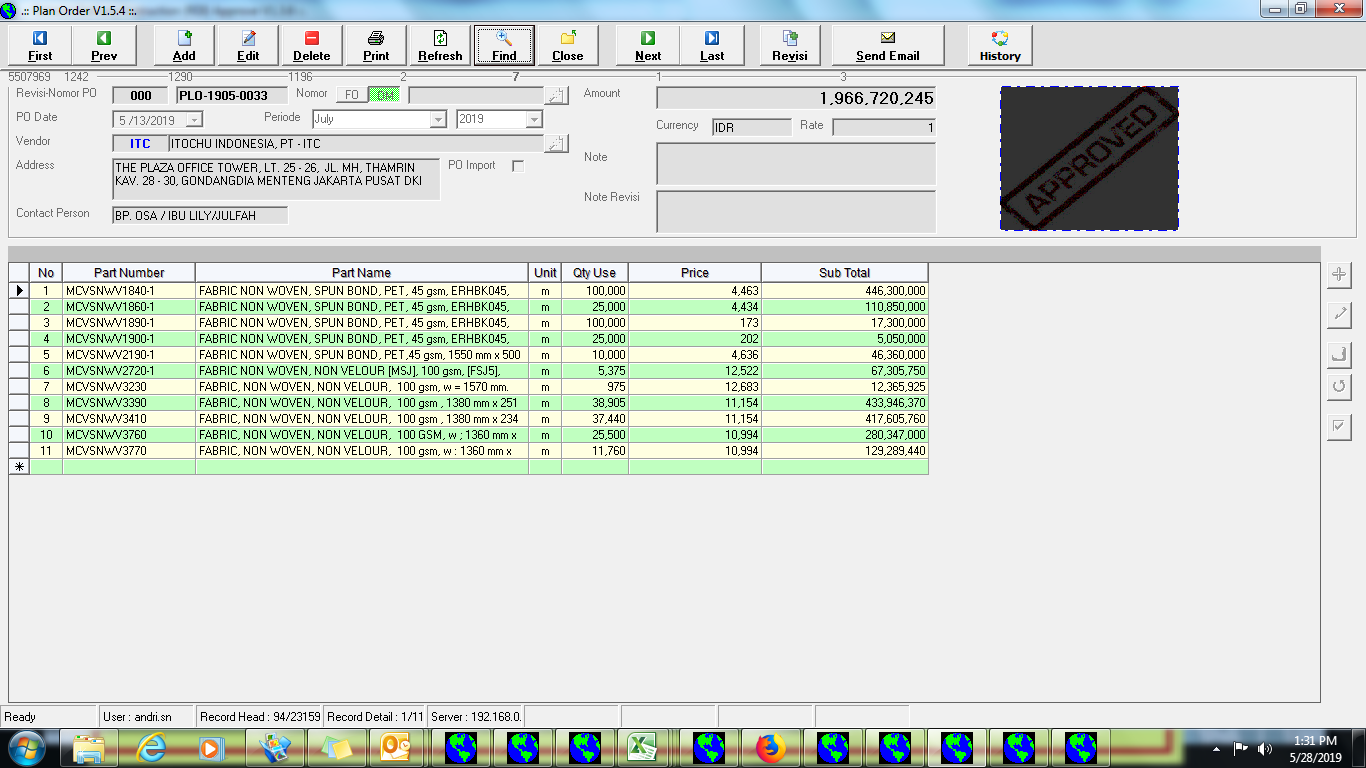 .:: Plan Order V1.5.4 ::.
First Prev Add Edit Delete Print Refresh Find Close Next Last Revisi Send Email History
5507969 1242 1290 1196 2 7 1 3
Revisi-Nomor PO 000 PLO-1905-0033 Nomor FO DM Amount 1,966,720,245
PO Date 5 /13/2019 Periode July 2019 Currency IDR Rate 1
Vendor ITC ITOCHU INDONESIA, PT - ITC
Address THE PLAZA OFFICE TOWER, LT. 25 - 26, JL. MH, THAMRIN PO Import Note
KAV. 28 - 30, GONDANGDIA MENTENG JAKARTA PUSAT DKI
Note Revisi
Contact Person BP. OSA / IBU LILY/JULFAH
APPROVED
No Part Number Part Name Unit Qty Use Price Sub Total
1 MCVSNWV1840-1 FABRIC NON WOVEN, SPUN BOND, PET, 45 gsm, ERHBK045, m 100,000 4,463 446,300,000
2 MCVSNWV1860-1 FABRIC NON WOVEN, SPUN BOND, PET, 45 gsm, ERHBK045, m 25,000 4,434 110,850,000
3 MCVSNWV1890-1 FABRIC NON WOVEN, SPUN BOND, PET, 45 gsm, ERHBK045, m 100,000 173 17,300,000
4 MCVSNWV1900-1 FABRIC NON WOVEN, SPUN BOND, PET, 45 gsm, ERHBK045, m 25,000 202 5,050,000
5 MCVSNWV2190-1 FABRIC NON WOVEN, SPUN BOND, PET,45 gsm, 1550 mm x 500 m 10,000 4,636 46,360,000
6 MCVSNWV2720-1 FABRIC NON WOVEN, NON VELOUR [MSJ], 100 gsm, [FSJ5], m 5,375 12,522 67,305,750
7 MCVSNWV3230 FABRIC, NON WOVEN, NON VELOUR, 100 gsm, w = 1570 mm. m 975 12,683 12,365,925
8 MCVSNWV3390 FABRIC, NON WOVEN, NON VELOUR, 100 gsm , 1380 mm x 251 m 38,905 11,154 433,946,370
9 MCVSNWV3410 FABRIC, NON WOVEN, NON VELOUR, 100 gsm , 1380 mm x 234 m 37,440 11,154 417,605,760
10 MCVSNWV3760 FABRIC, NON WOVEN, NON VELOUR, 100 GSM, w ; 1360 mm x m 25,500 10,994 280,347,000
11 MCVSNWV3770 FABRIC, NON WOVEN, NON VELOUR, 100 gsm, w : 1360 mm x m 11,760 10,994 129,289,440
Ready User : andri.sn Record Head : 94/23159 Record Detail : 1/11 Server : 192.168.0.
1:31 PM
5/28/2019